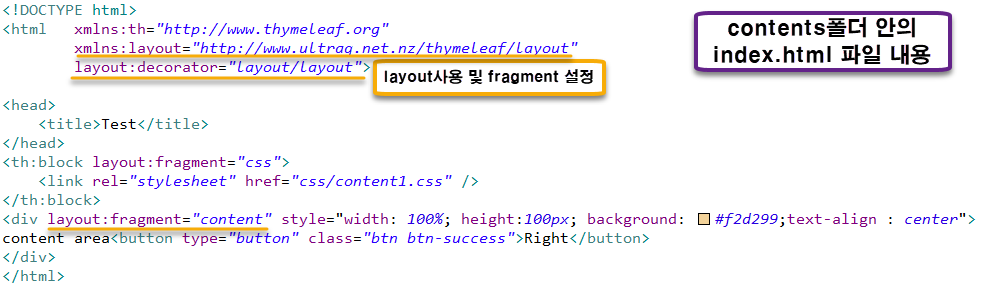 <!DOCTYPE html>
<html   xmlns:th="http://www.thymeleaf.org"
        xmlns:layout="http://www.ultraq.net.nz/thymeleaf/layout"
        layout:decorator="layout/layout">
layout사용 및 fragment 설정
contents폴더 안의
index.html 파일 내용
<head>
    <title>Test</title>
</head>
<th:block layout:fragment="css">
    <link rel="stylesheet" href="css/content1.css" />
</th:block>
<div layout:fragment="content" style="width: 100%; height:100px; background: #f2d299;text-align : center">
content area<button type="button" class="btn btn-success">Right</button>
</div>
</html>